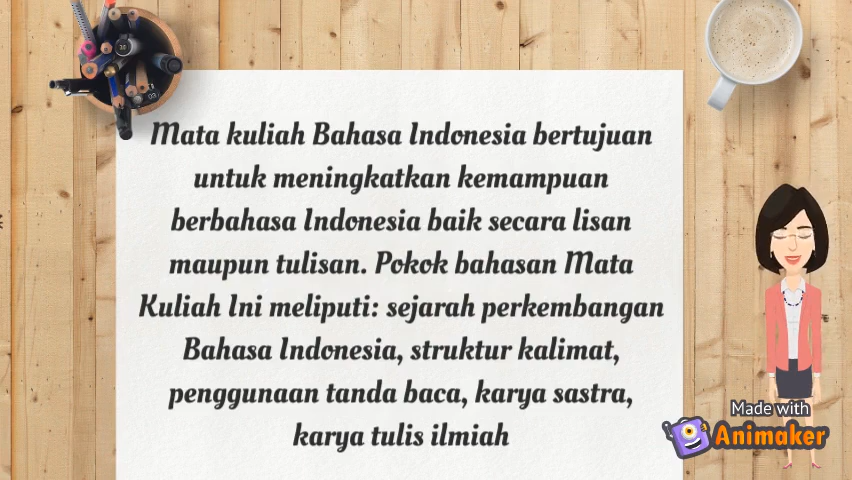 Mata kuliah Bahasa Indonesia bertujuan
untuk meningkatkan kemampuan
berbahasa Indonesia baik secara lisan
maupun tulisan. Pokok bahasan Mata
Kuliah Ini meliputi: sejarah perkembangan
Bahasa Indonesia, struktur kalimat,
penggunaan tanda baca, karya sastra,
karya tulis ilmiah
Made with
Animaker